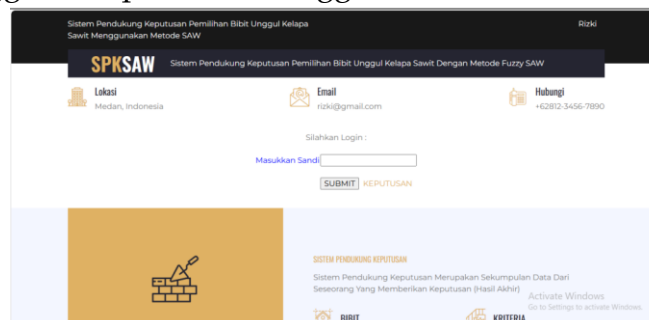 Sistem Pendukung Keputusan Pemilihan Bibit Unggul Kelapa
Sawit Menggunakan Metode SAW
Rizki
SPKSAW Sistem Pendukung Keputusan Pemilihan Bibit Unggul Kelapa Sawit Dengan Metode Fuzzy SAW
Lokasi
Medan, Indonesia
Email
rizki@gmail.com
Hubungi
+62812-3456-7890
Silahkan Login :
Masukkan Sandi
SUBMIT KEPUTUSAN
SISTEM PENDUKUNG KEPUTUSAN
Sistem Pendukung Keputusan Merupakan Sekumpulan Data Dari
Seseorang Yang Memberikan Keputusan (Hasil Akhir)
Activate Windows
Go to Settings to activate Windows.
BIBIT
KRITERIA